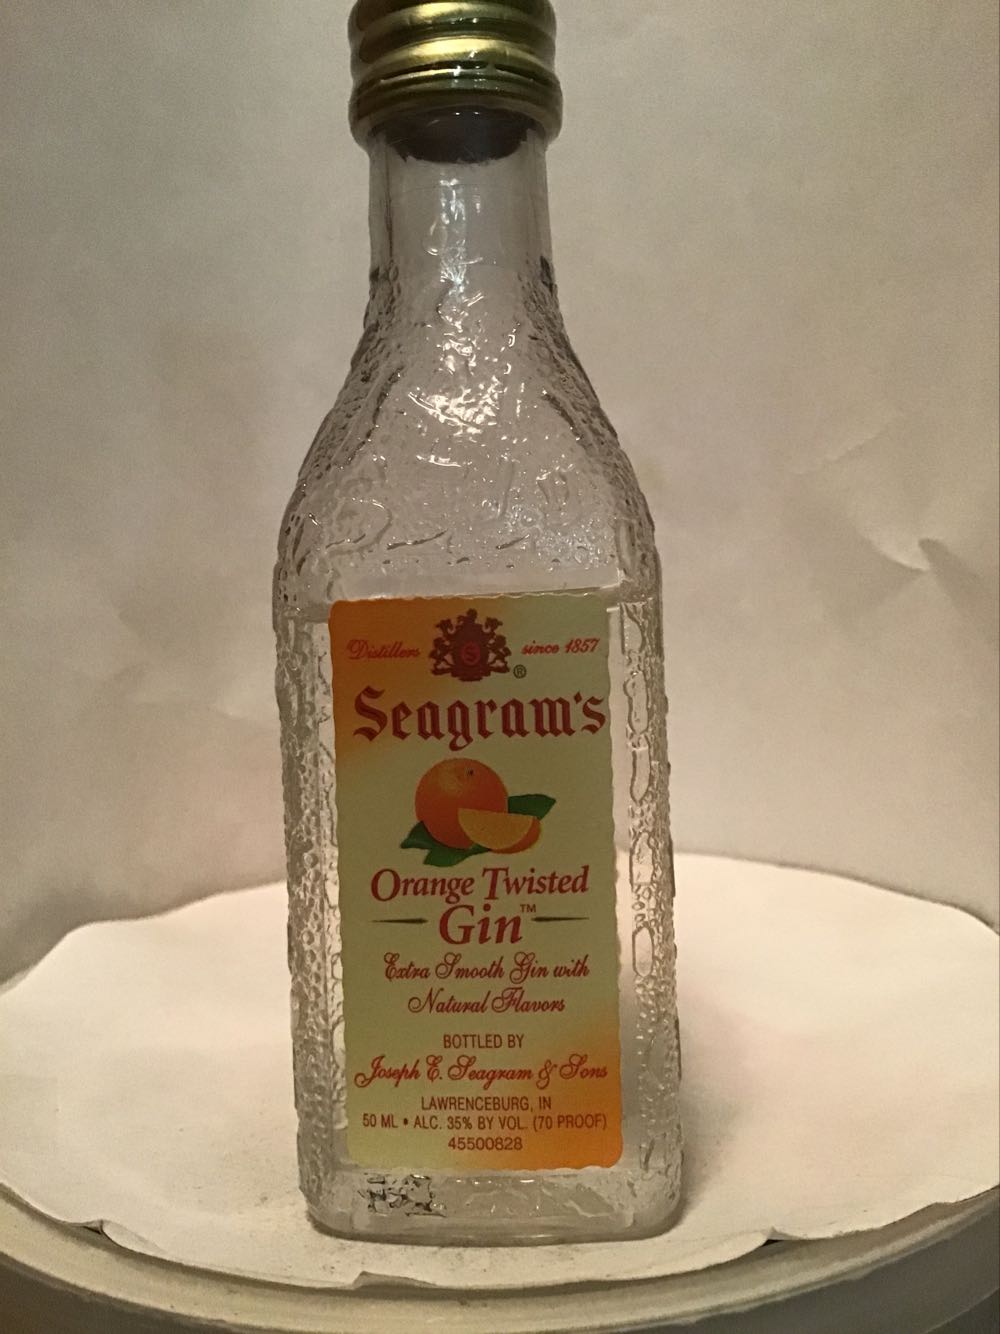 Distillers since 1857
S ®
Seagram's
Orange Twisted
Gin™
Extra Smooth Gin with
Natural Flavors
BOTTLED BY
Joseph E. Seagram & Sons
LAWRENCEBURG, IN
50 ML • ALC. 35% BY VOL. (70 PROOF)
45500828